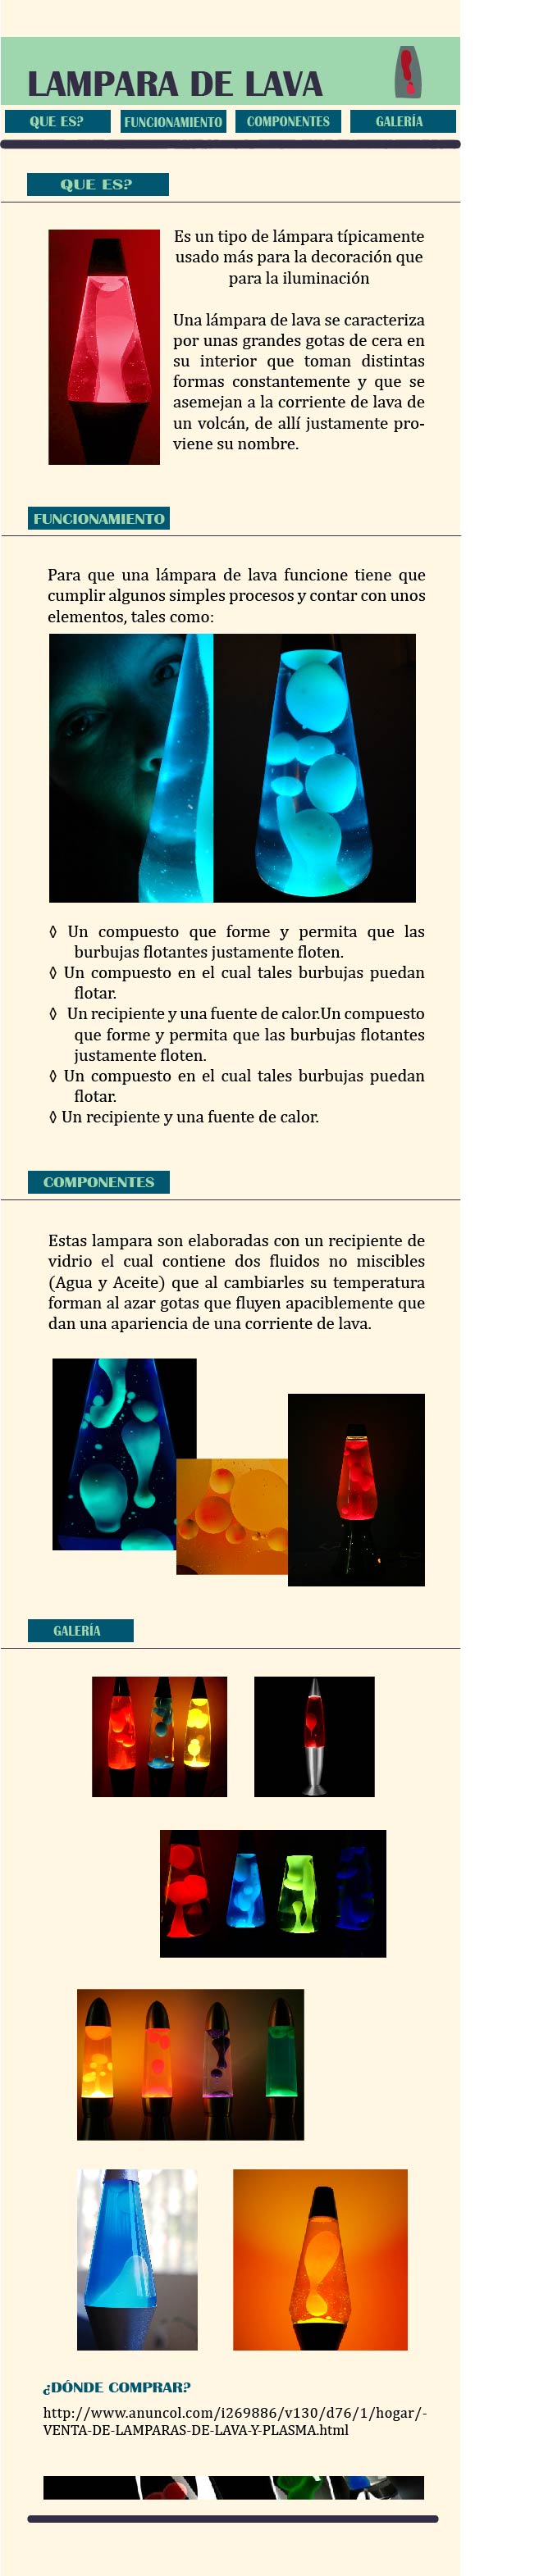 LAMPARA DE LAVA
QUE ES? FUNCIONAMIENTO COMPONENTES GALERÍA
QUE ES?
Es un tipo de lámpara típicamente
usado más para la decoración que
para la iluminación
Una lámpara de lava se caracteriza
por unas grandes gotas de cera en
su interior que toman distintas
formas constantemente y que se
asemejan a la corriente de lava de
un volcán, de allí justamente pro-
viene su nombre.
FUNCIONAMIENTO
Para que una lámpara de lava funcione tiene que
cumplir algunos simples procesos y contar con unos
elementos, tales como:
◊ Un compuesto que forme y permita que las
burbujas flotantes justamente floten.
◊ Un compuesto en el cual tales burbujas puedan
flotar.
◊ Un recipiente y una fuente de calor.Un compuesto
que forme y permita que las burbujas flotantes
justamente floten.
◊ Un compuesto en el cual tales burbujas puedan
flotar.
◊ Un recipiente y una fuente de calor.
COMPONENTES
Estas lampara son elaboradas con un recipiente de
vidrio el cual contiene dos fluidos no miscibles
(Agua y Aceite) que al cambiarles su temperatura
forman al azar gotas que fluyen apaciblemente que
dan una apariencia de una corriente de lava.
GALERÍA
¿DÓNDE COMPRAR?
http://www.anuncol.com/i269886/v130/d76/1/hogar/-
VENTA-DE-LAMPARAS-DE-LAVA-Y-PLASMA.html